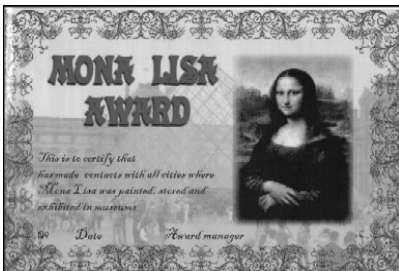 MONA LISA
AWARD
This is to certify that
has made contacts with all cities where
Mona Lisa was painted, stored and
exhibited in museums
№ Date Award manager